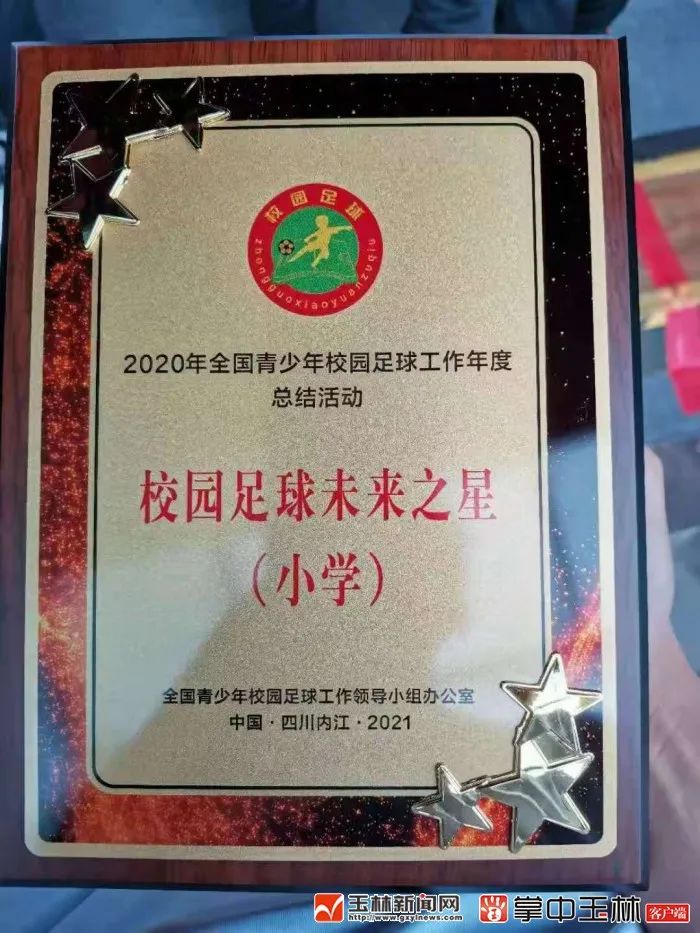 校园足球
zhongguoxiaoyuanzuqiu
2020年全国青少年校园足球工作年度
总结活动
校园足球未来之星
（小学）
全国青少年校园足球工作领导小组办公室
中国·四川内江·2021
玉林新闻网
http://www.gxylnews.com
掌中玉林
客户端